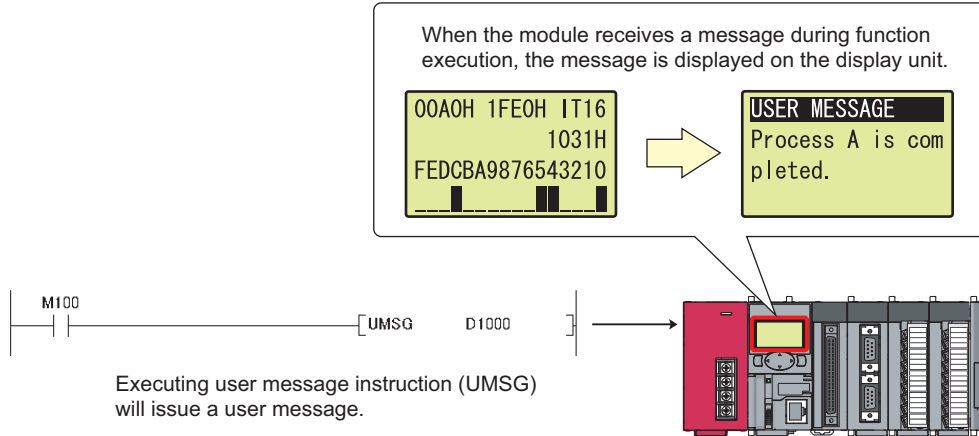 When the module receives a message during function
execution, the message is displayed on the display unit.
00A0H 1FE0H IT16
1031H
FEDCBA9876543210
USER MESSAGE
Process A is com
pleted.
M100
UMSG D1000
Executing user message instruction (UMSG)
will issue a user message.